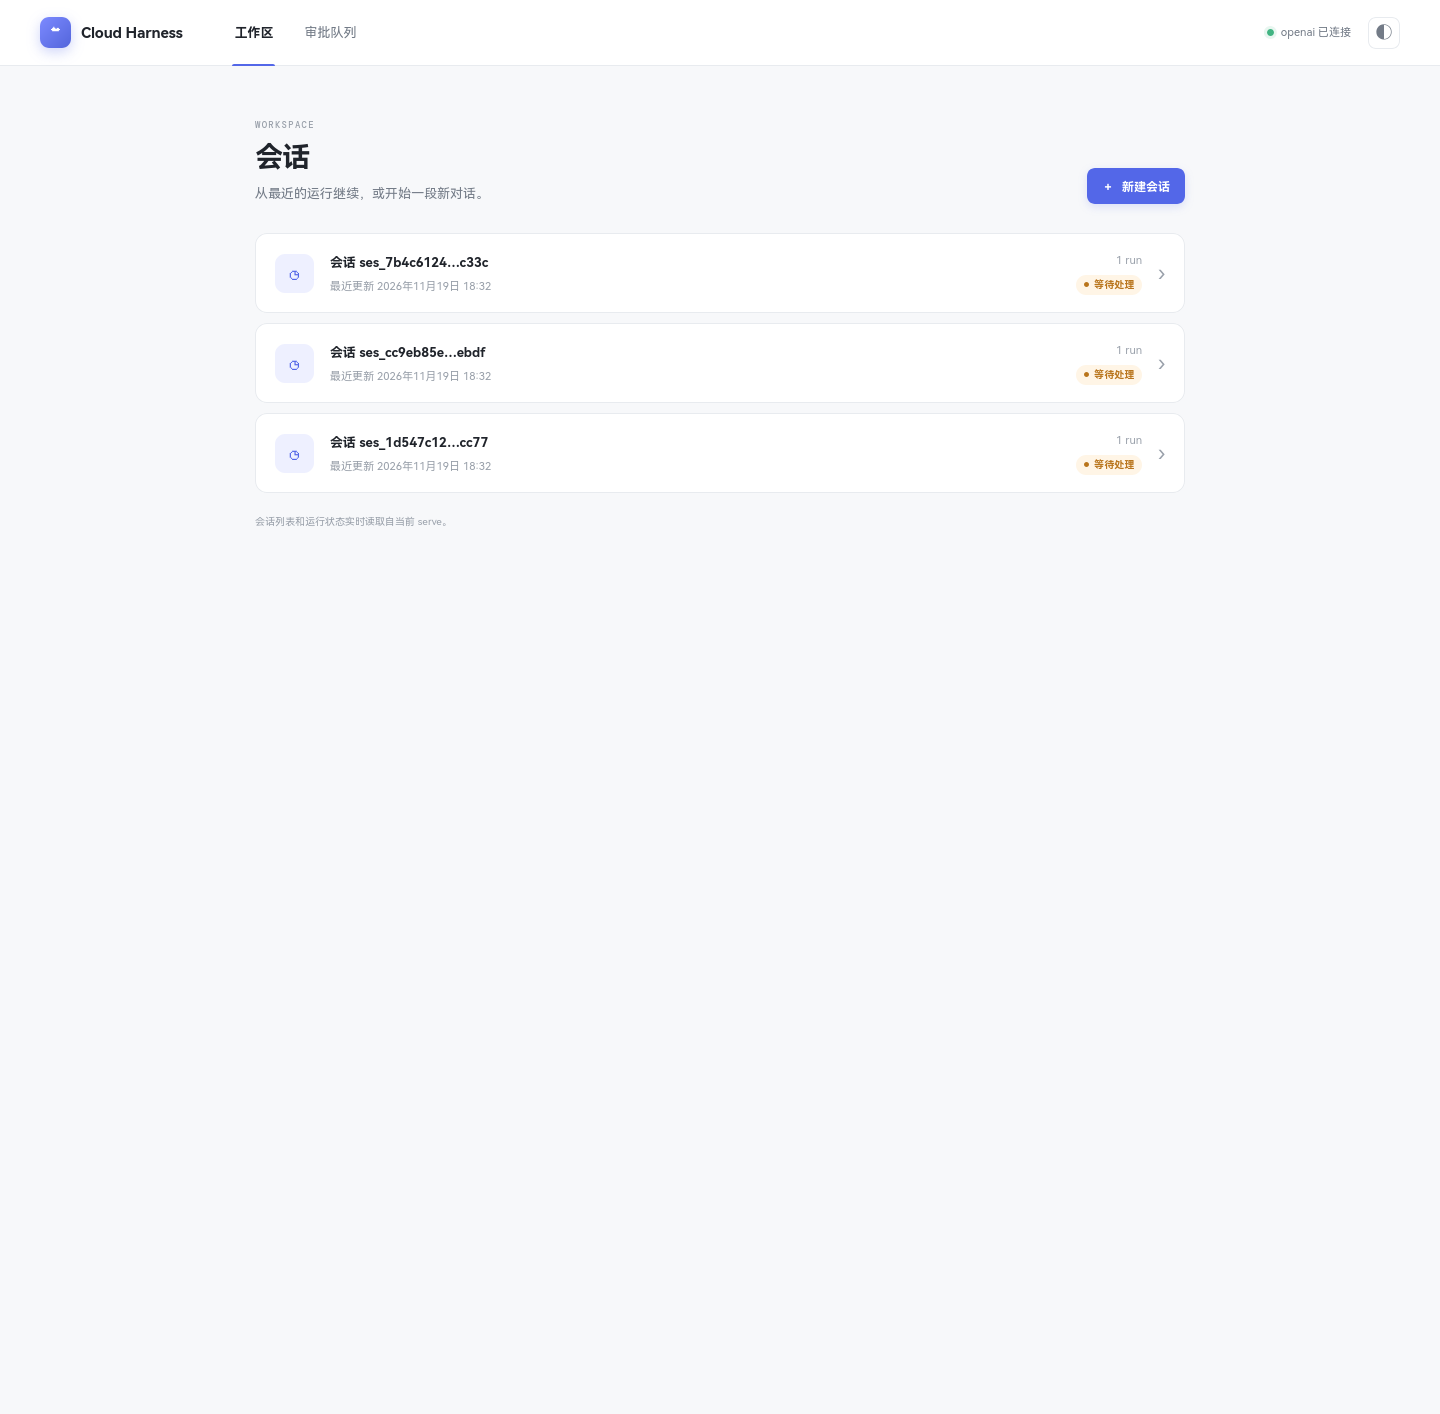 Cloud Harness
工作区
审批队列
openai 已连接
WORKSPACE
会话
从最近的运行继续，或开始一段新对话。
+ 新建会话
会话 ses_7b4c6124…c33c
最近更新 2026年11月19日 18:32
1 run
等待处理
会话 ses_cc9eb85e…ebdf
最近更新 2026年11月19日 18:32
1 run
等待处理
会话 ses_1d547c12…cc77
最近更新 2026年11月19日 18:32
1 run
等待处理
会话列表和运行状态实时读取自当前 serve。